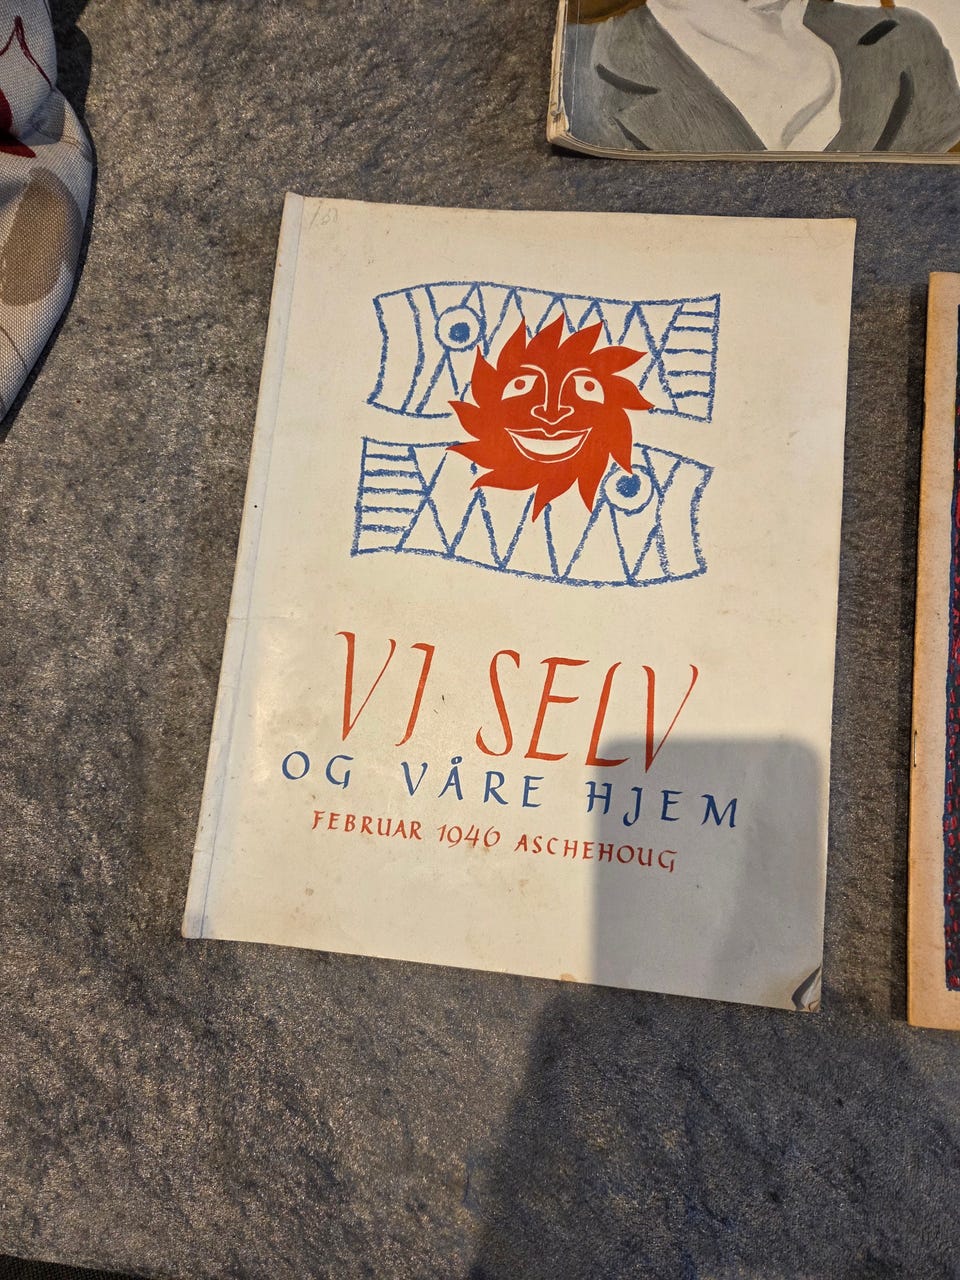 VI SELV
OG VÅRE HJEM
FEBRUAR 1946 ASCHEHOUG